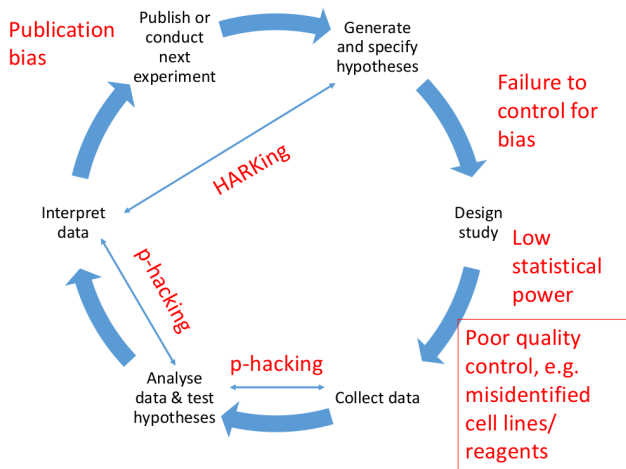 Publication
bias
Publish or
conduct
next
experiment
Generate
and specify
hypotheses
Failure to
control for
bias
HARKing
Interpret
data
Design
study
Low
statistical
power
p-hacking
Poor quality
control, e.g.
misidentified
cell lines/
reagents
p-hacking
Analyse
data & test
hypotheses
Collect data